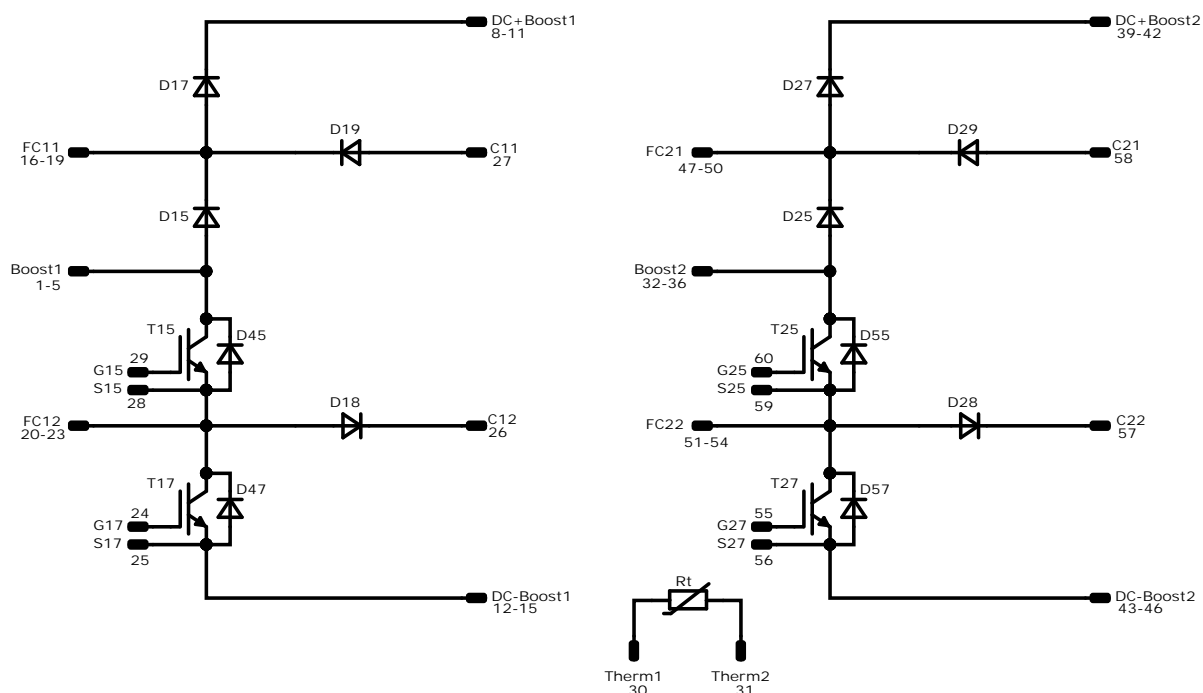 DC+Boost1
8-11
DC+Boost2
39-42
D17
D27
D19
D29
FC11
16-19
C11
27
FC21
47-50
C21
58
D15
D25
Boost1
1-5
Boost2
32-36
T15
D45
T25
D55
29
G15
60
G25
S15
28
S25
59
D18
D28
FC12
20-23
C12
26
FC22
51-54
C22
57
T17
D47
T27
D57
24
G17
55
G27
S17
25
S27
56
Rt
DC-Boost1
12-15
DC-Boost2
43-46
Therm1
30
Therm2
31